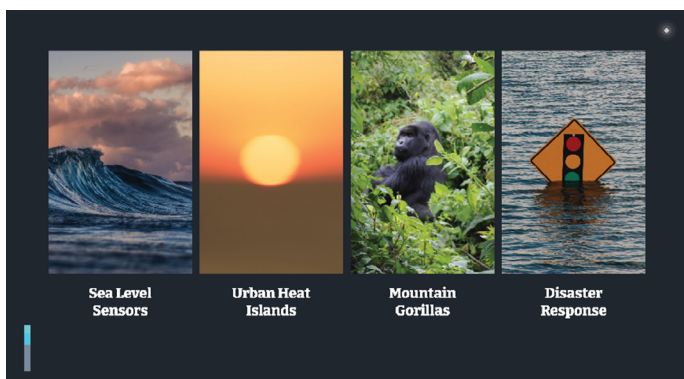 Sea Level
Sensors
Urban Heat
Islands
Mountain
Gorillas
Disaster
Response